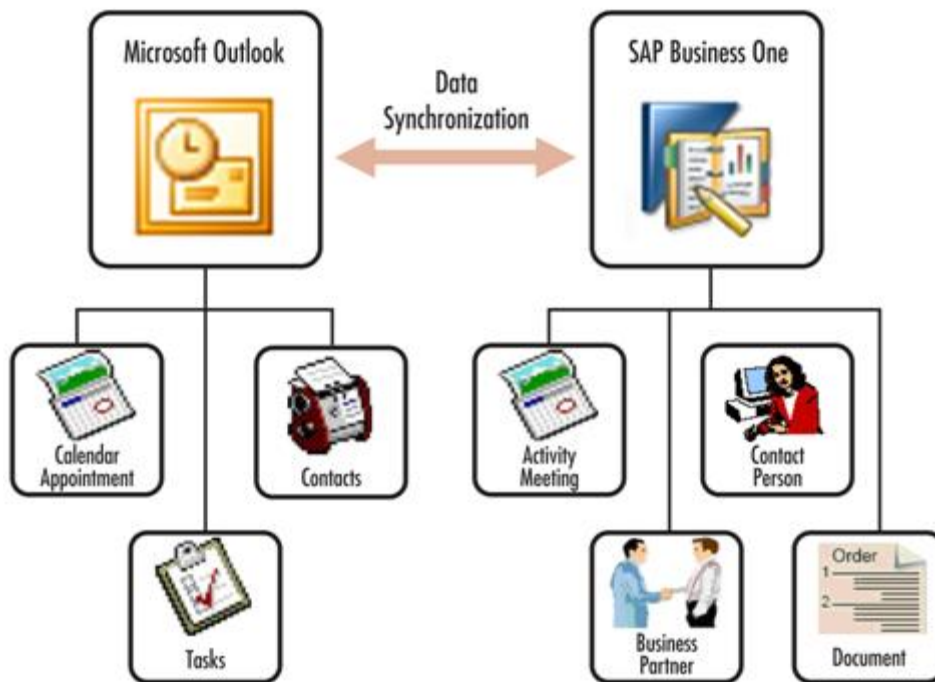 Microsoft Outlook
SAP Business One
Data
Synchronization
Calendar
Appointment
Contacts
Activity
Meeting
Contact
Person
Tasks
Business
Partner
Order
1
2
Document